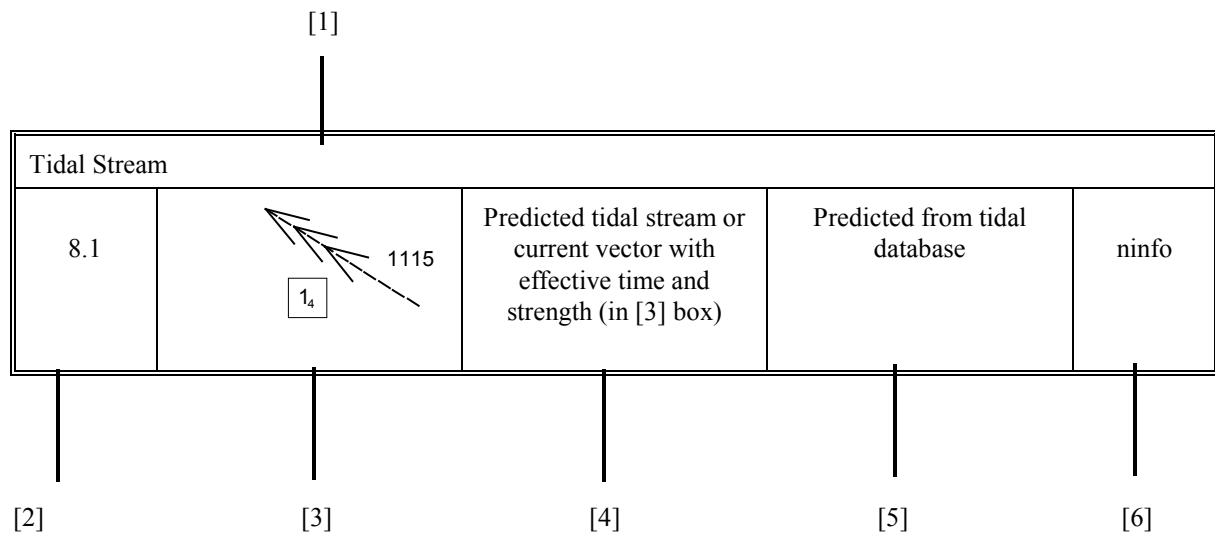 [1]
Tidal Stream
8.1
1115
1₄
Predicted tidal stream or
current vector with
effective time and
strength (in [3] box)
Predicted from tidal
database
ninfo
[2] [3] [4] [5] [6]